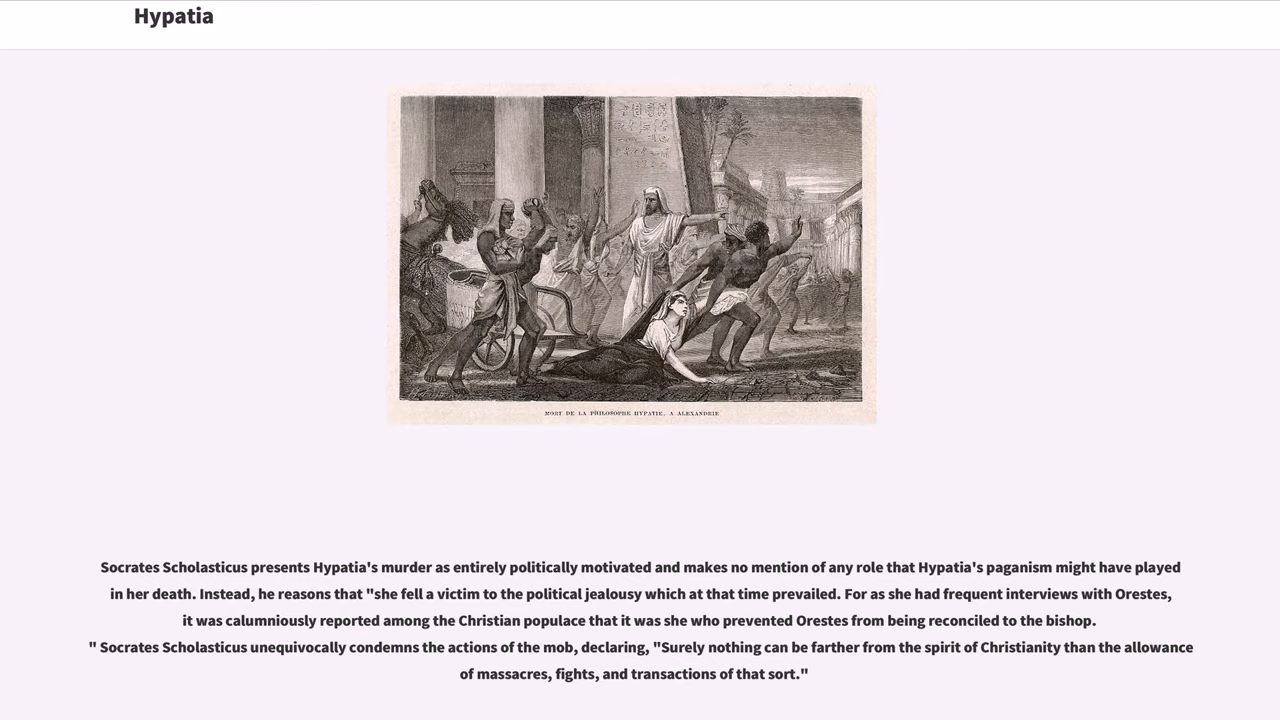 Hypatia
MORT DE LA PHILOSOPHE HYPATIE, A ALEXANDRIE
Socrates Scholasticus presents Hypatia's murder as entirely politically motivated and makes no mention of any role that Hypatia's paganism might have played
in her death. Instead, he reasons that "she fell a victim to the political jealousy which at that time prevailed. For as she had frequent interviews with Orestes,
it was calumniously reported among the Christian populace that it was she who prevented Orestes from being reconciled to the bishop.
" Socrates Scholasticus unequivocally condemns the actions of the mob, declaring, "Surely nothing can be farther from the spirit of Christianity than the allowance
of massacres, fights, and transactions of that sort."